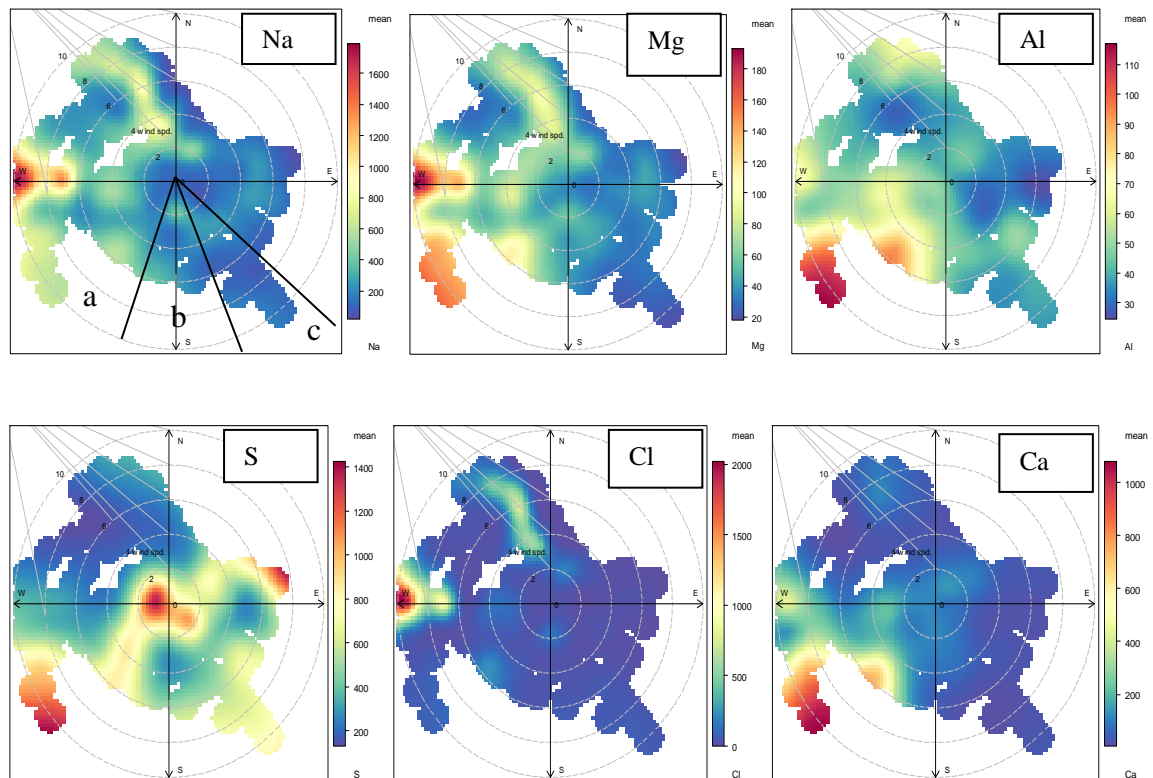 Na
mean
N
W
E
S
10
8
6
4 wind spd.
2
0
a
b
c
1600
1400
1200
1000
800
600
400
200
Na
Mg
mean
N
W
E
S
10
8
6
4 wind spd.
2
0
180
160
140
120
100
80
60
40
20
Mg
Al
mean
N
W
E
S
10
8
6
4 wind spd.
2
0
110
100
90
80
70
60
50
40
30
Al
S
mean
N
W
E
S
10
8
6
4 wind spd.
2
0
1400
1200
1000
800
600
400
200
S
Cl
mean
N
W
E
S
10
8
6
4 wind spd.
2
0
2000
1500
1000
500
0
Cl
Ca
mean
N
W
E
S
10
8
6
4 wind spd.
2
0
1000
800
600
400
200
Ca